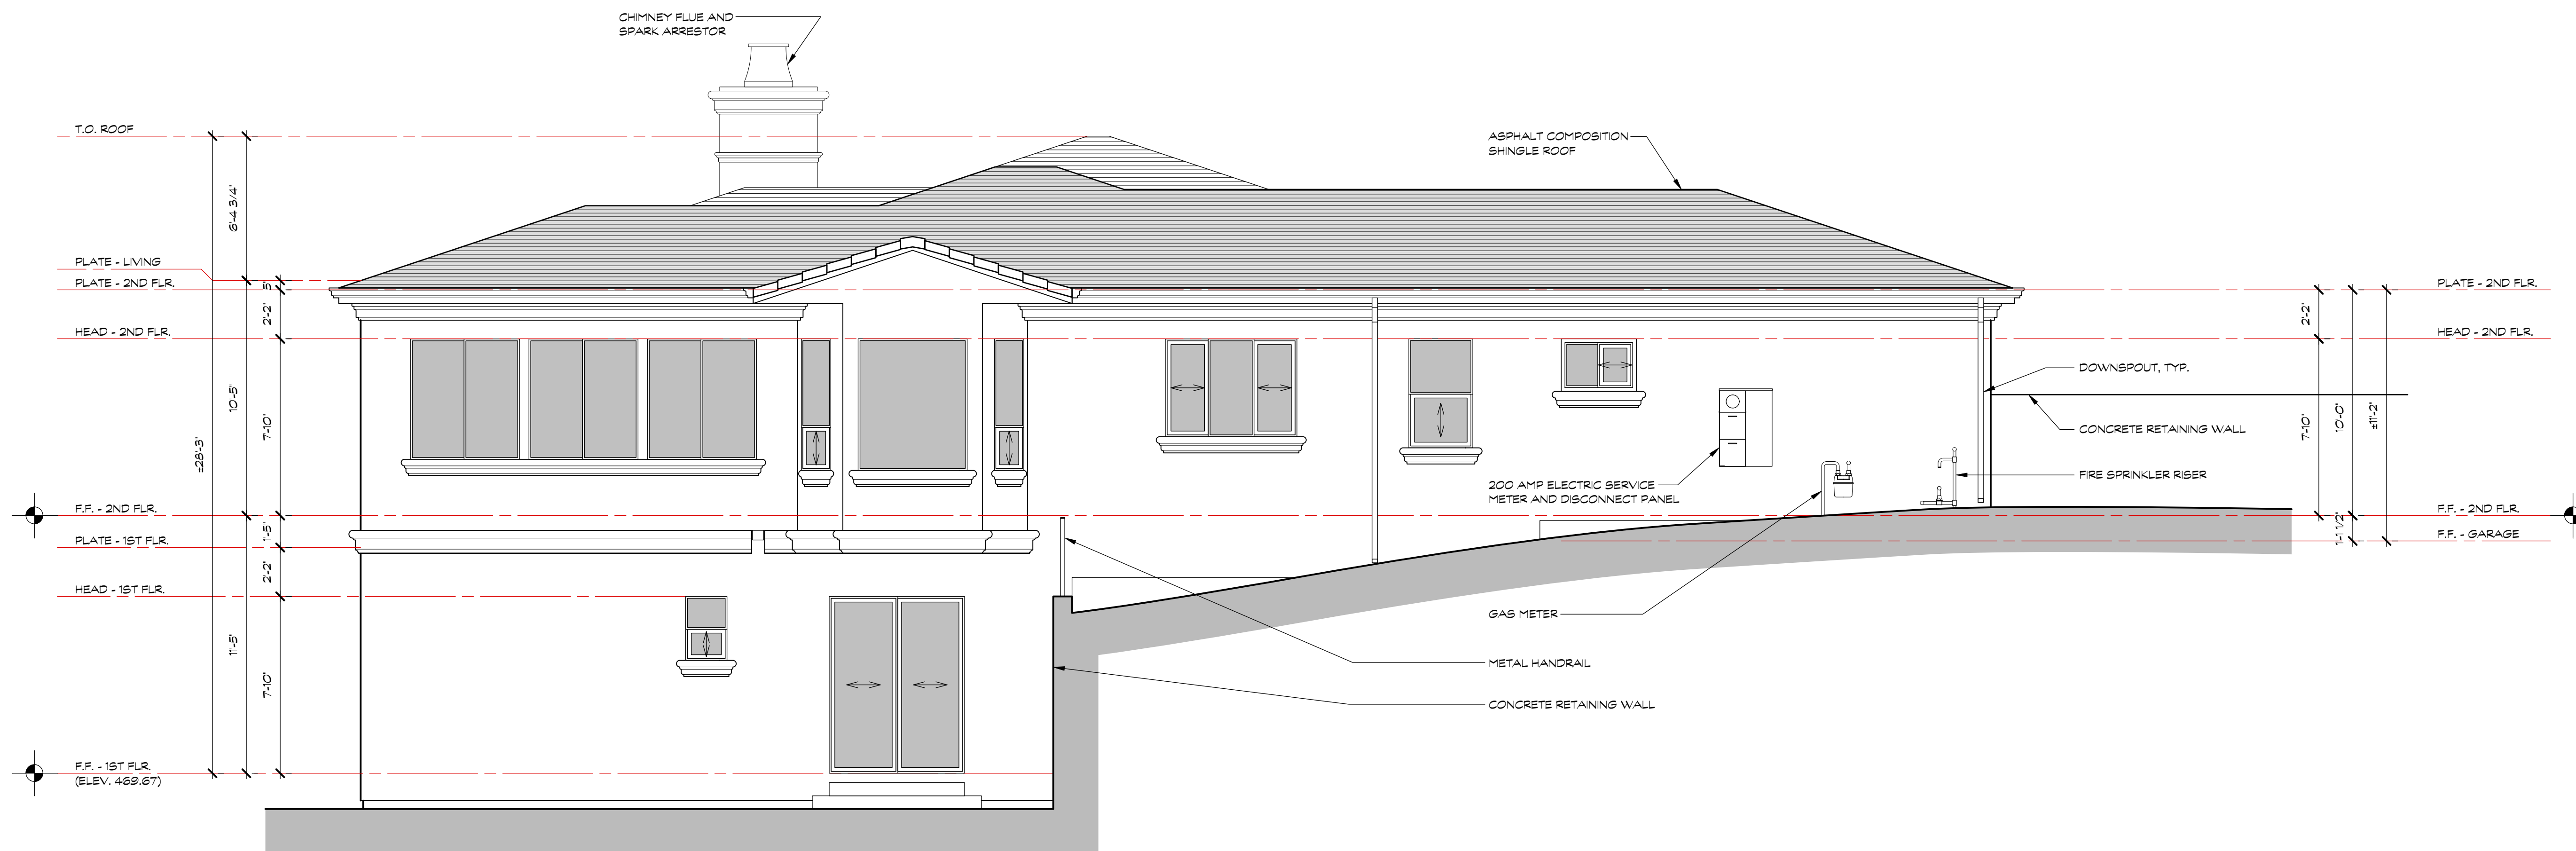 CHIMNEY FLUE AND
SPARK ARRESTOR
T.O. ROOF
ASPHALT COMPOSITION
SHINGLE ROOF
6'-4 3/4"
PLATE - LIVING
PLATE - 2ND FLR.
5"
2'-2"
HEAD - 2ND FLR.
10'-5"
7'-10"
±28'-3"
F.F. - 2ND FLR.
1'-5"
PLATE - 1ST FLR.
2'-2"
HEAD - 1ST FLR.
11'-5"
7'-10"
F.F. - 1ST FLR.
(ELEV. 469.67)
200 AMP ELECTRIC SERVICE
METER AND DISCONNECT PANEL
GAS METER
METAL HANDRAIL
CONCRETE RETAINING WALL
PLATE - 2ND FLR.
2'-2"
HEAD - 2ND FLR.
DOWNSPOUT, TYP.
7'-10"
10'-0"
±11'-2"
CONCRETE RETAINING WALL
FIRE SPRINKLER RISER
F.F. - 2ND FLR.
1'-1 1/2"
F.F. - GARAGE